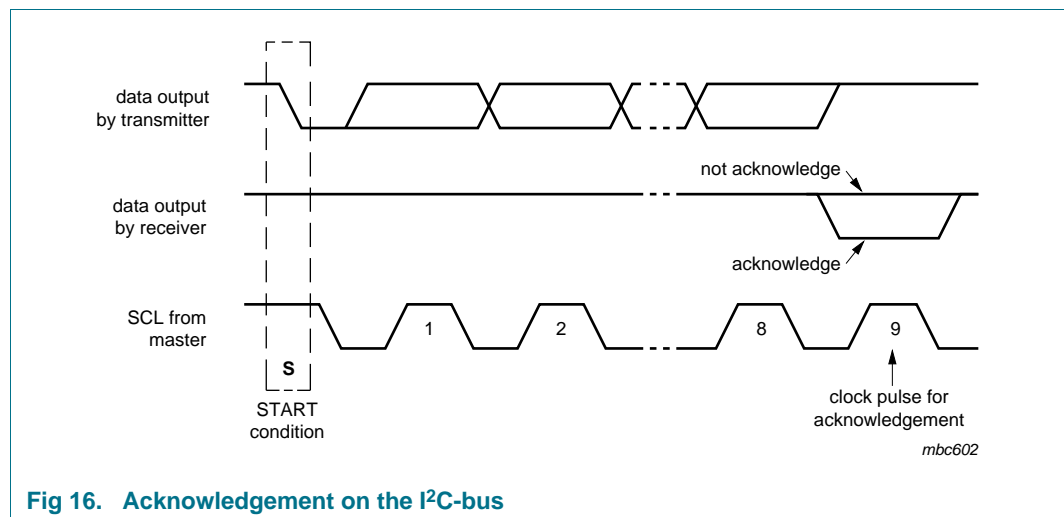 data output
by transmitter
not acknowledge
data output
by receiver
acknowledge
SCL from
master
1
2
8
9
S
START
condition
clock pulse for
acknowledgement
mbc602
Fig 16. Acknowledgement on the I²C-bus